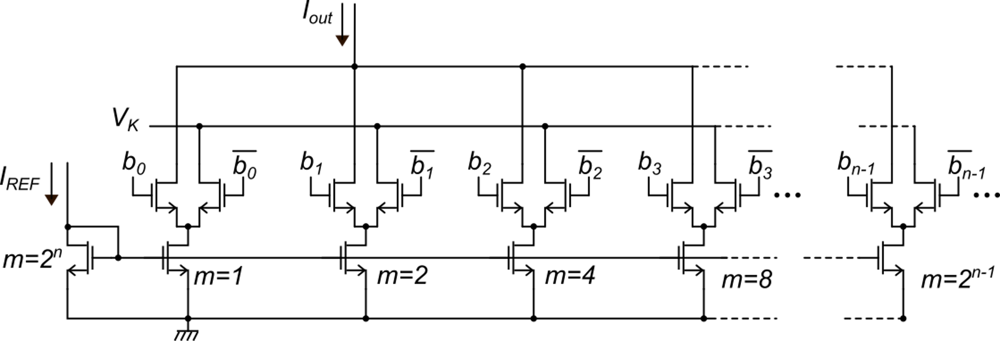 I_out
V_K
b_0 b̅_0 b_1 b̅_1 b_2 b̅_2 b_3 b̅_3 b_n-1 b̅_n-1
I_REF
m=2^n m=1 m=2 m=4 m=8 m=2^n-1